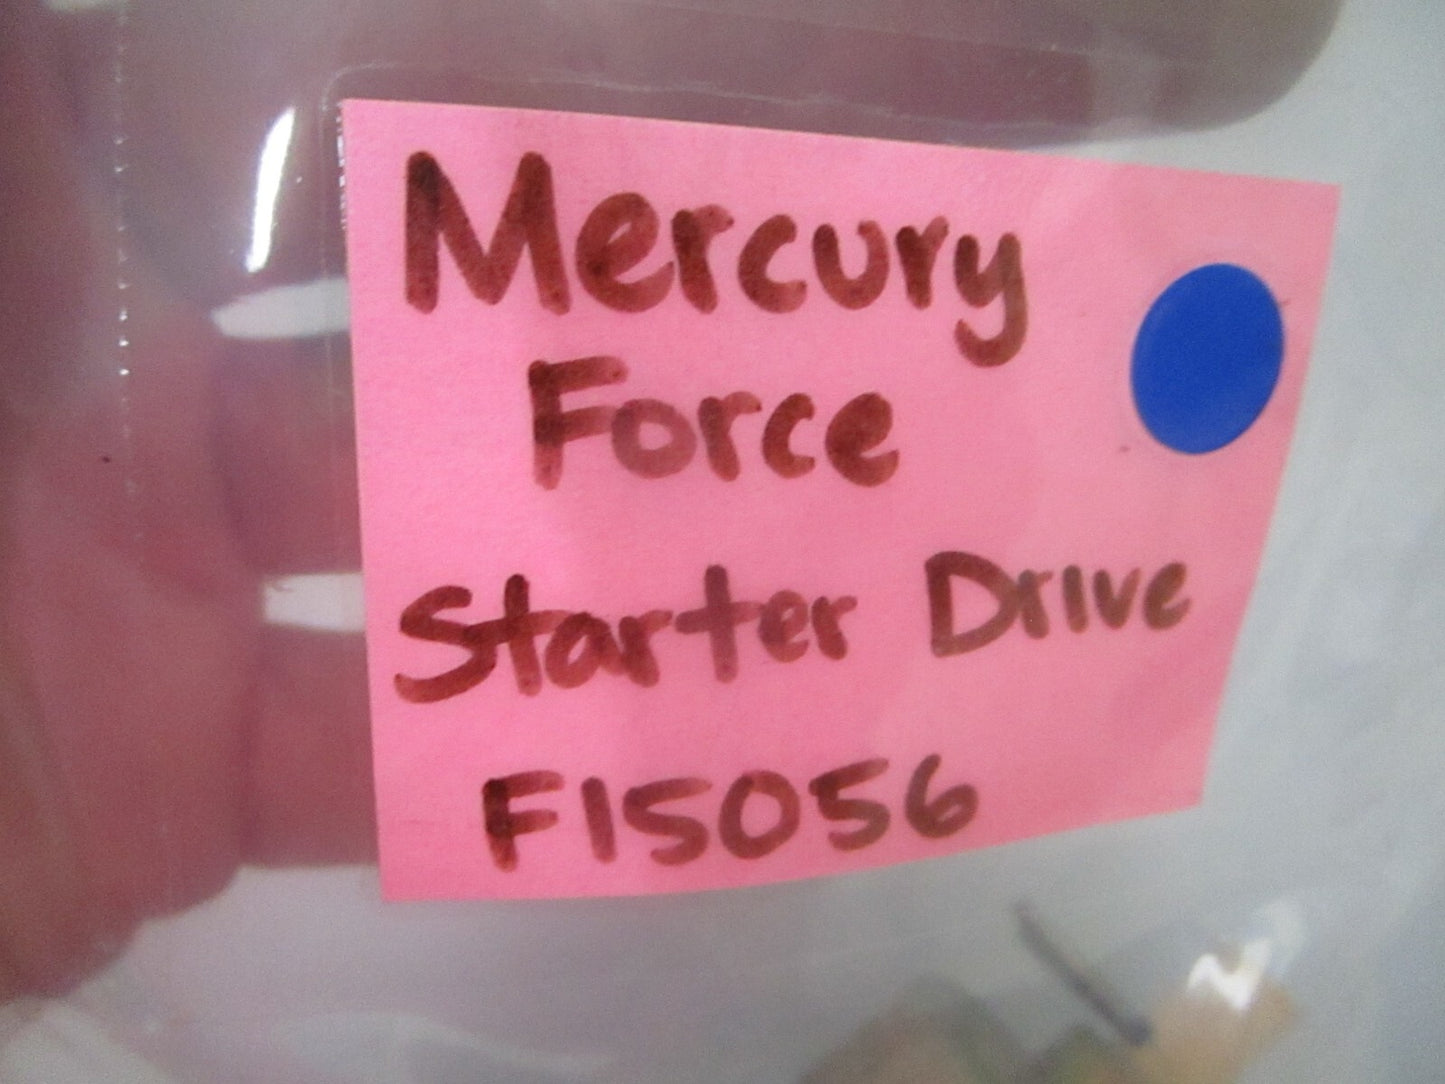 Mercury
Force
Starter Drive
F15056